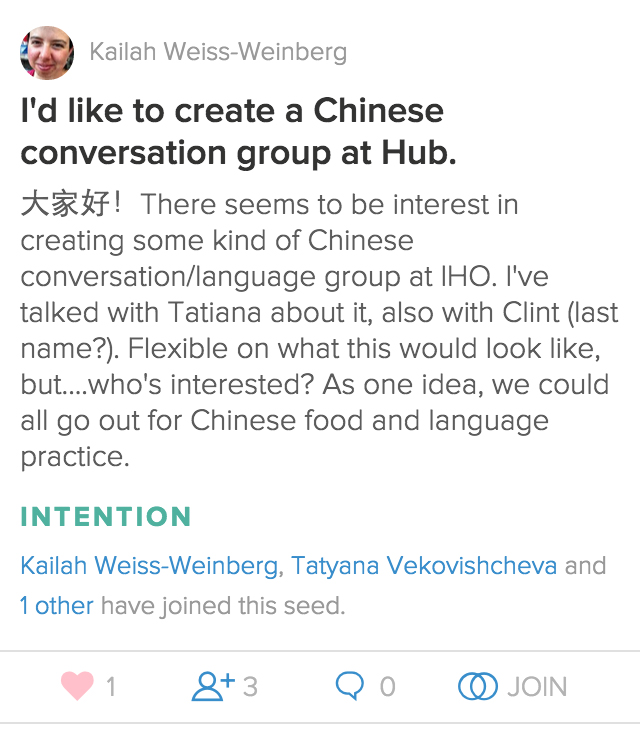 Kailah Weiss-Weinberg
I'd like to create a Chinese
conversation group at Hub.
大家好！There seems to be interest in
creating some kind of Chinese
conversation/language group at IHO. I've
talked with Tatiana about it, also with Clint (last
name?). Flexible on what this would look like,
but....who's interested? As one idea, we could
all go out for Chinese food and language
practice.
INTENTION
Kailah Weiss-Weinberg, Tatyana Vekovishcheva and
1 other have joined this seed.
1 3 0 JOIN